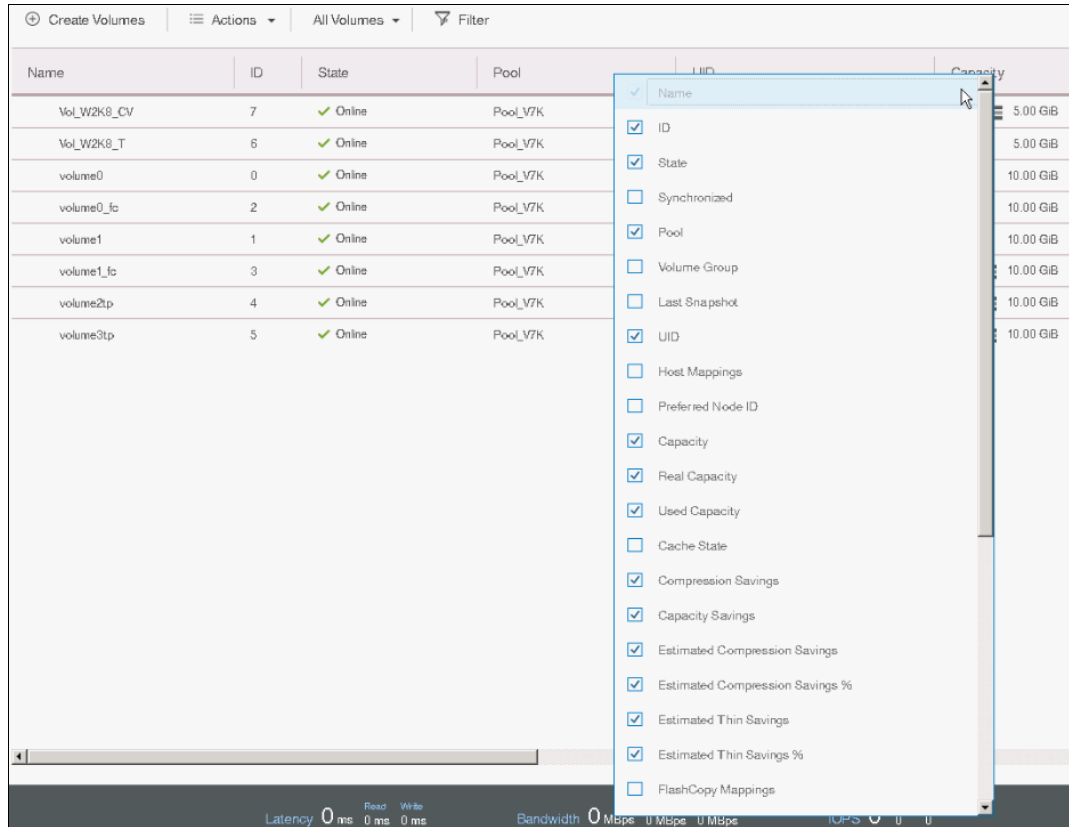 Create Volumes Actions All Volumes Filter
Name ID State Pool UID Capacity
Vol_W2K8_CV 7 Online Pool_V7K 5.00 GiB
Vol_W2K8_T 6 Online Pool_V7K 5.00 GiB
volume0 0 Online Pool_V7K 10.00 GiB
volume0_fc 2 Online Pool_V7K 10.00 GiB
volume1 1 Online Pool_V7K 10.00 GiB
volume1_fc 3 Online Pool_V7K 10.00 GiB
volume2tp 4 Online Pool_V7K 10.00 GiB
volume3tp 5 Online Pool_V7K 10.00 GiB
Name
ID
State
Synchronized
Pool
Volume Group
Last Snapshot
UID
Host Mappings
Preferred Node ID
Capacity
Real Capacity
Used Capacity
Cache State
Compression Savings
Capacity Savings
Estimated Compression Savings
Estimated Compression Savings %
Estimated Thin Savings
Estimated Thin Savings %
FlashCopy Mappings
Read Write
Latency 0 ms 0 ms 0 ms Bandwidth 0 MBps 0 MBps 0 MBps IOPS 0 0 0